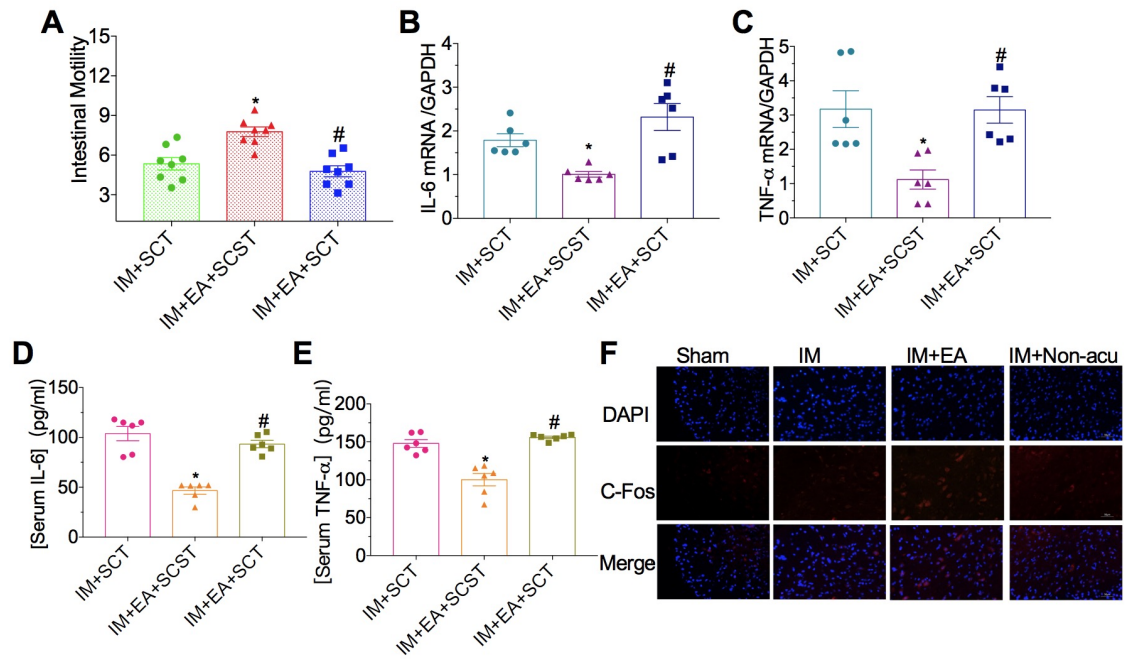 A
Intestinal Motility
15
12
9
6
3
*
#
IM+SCT
IM+EA+SCST
IM+EA+SCT
B
IL-6 mRNA /GAPDH
4
3
2
1
0
*
#
IM+SCT
IM+EA+SCST
IM+EA+SCT
C
TNF-α mRNA/GAPDH
5
4
3
2
1
0
*
#
IM+SCT
IM+EA+SCST
IM+EA+SCT
D
[Serum IL-6] (pg/ml)
150
100
50
0
*
#
IM+SCT
IM+EA+SCST
IM+EA+SCT
E
[Serum TNF-α] (pg/ml)
200
150
100
50
0
*
#
IM+SCT
IM+EA+SCST
IM+EA+SCT
F
Sham IM IM+EA IM+Non-acu
DAPI
C-Fos
Merge